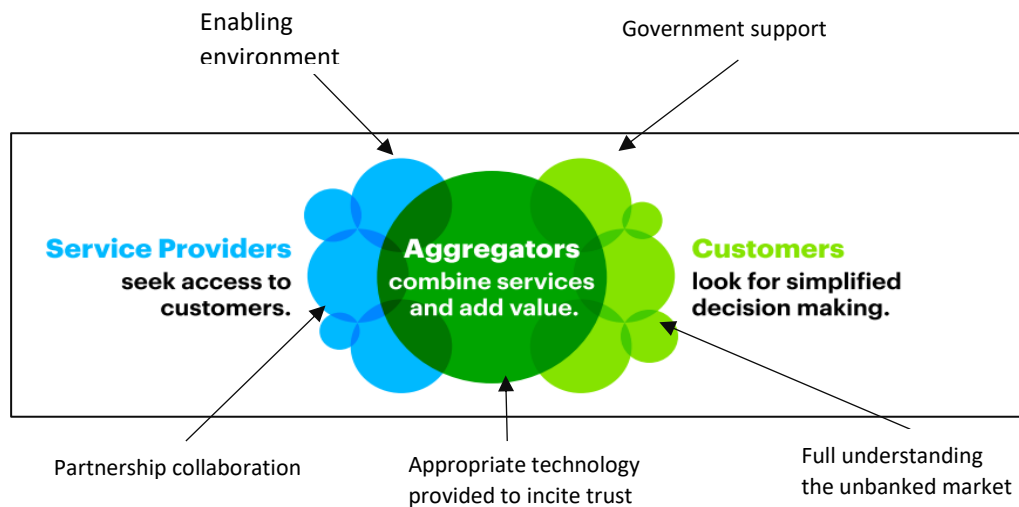 Enabling
environment
Government support
Service Providers
seek access to
customers.
Aggregators
combine services
and add value.
Customers
look for simplified
decision making.
Partnership collaboration
Appropriate technology
provided to incite trust
Full understanding
the unbanked market